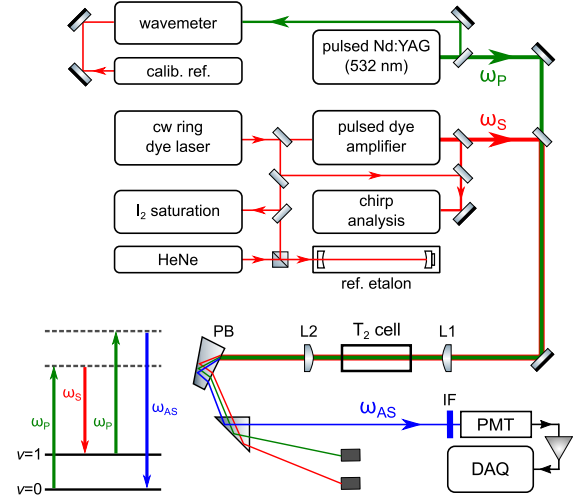 wavemeter
pulsed Nd:YAG
(532 nm)
ωP
calib. ref.
cw ring
dye laser
pulsed dye
amplifier
ωS
I2 saturation
chirp
analysis
HeNe
ref. etalon
PB
L2
T2 cell
L1
ωAS
IF
PMT
DAQ
ωP
ωS
ωP
ωAS
v=1
v=0